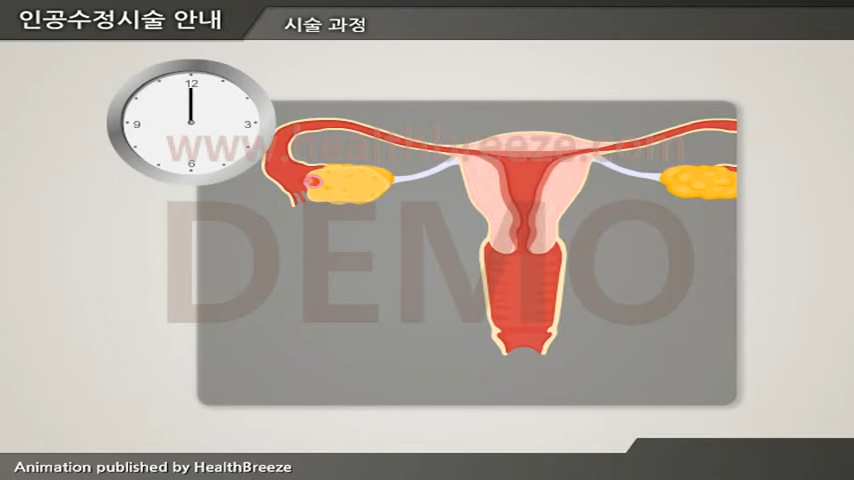 인공수정시술 안내
시술 과정
12
9
3
6
www.healthbreeze.com
DEMO
Animation published by HealthBreeze